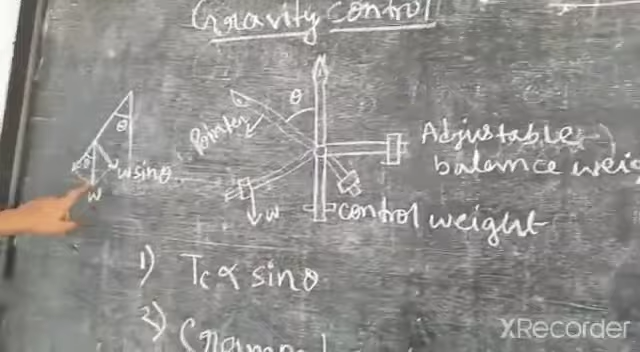 Gravity Control
θ
θ
Pointer
Adjustable
balance weig
θ
w sinθ
w
w
control weight
1) Tc ∝ sinθ
2)
XRecorder